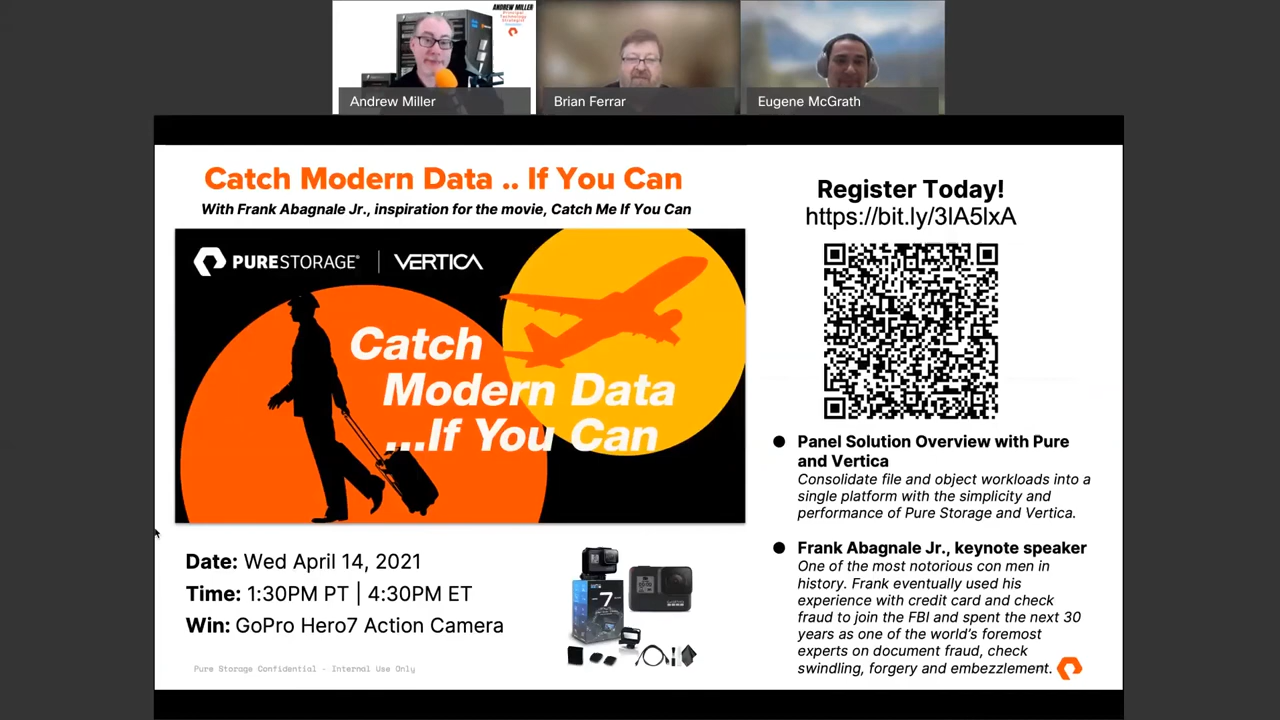 ANDREW MILLER
Principal
Technology
Strategist
Andrew Miller
Brian Ferrar
Eugene McGrath
Catch Modern Data .. If You Can
With Frank Abagnale Jr., inspiration for the movie, Catch Me If You Can
PURESTORAGE® | VERTICA
Catch
Modern Data
...If You Can
Date: Wed April 14, 2021
Time: 1:30PM PT | 4:30PM ET
Win: GoPro Hero7 Action Camera
Pure Storage Confidential - Internal Use Only
7
Register Today!
https://bit.ly/3lA5lxA
● Panel Solution Overview with Pure
and Vertica
Consolidate file and object workloads into a
single platform with the simplicity and
performance of Pure Storage and Vertica.
● Frank Abagnale Jr., keynote speaker
One of the most notorious con men in
history. Frank eventually used his
experience with credit card and check
fraud to join the FBI and spent the next 30
years as one of the world's foremost
experts on document fraud, check
swindling, forgery and embezzlement.